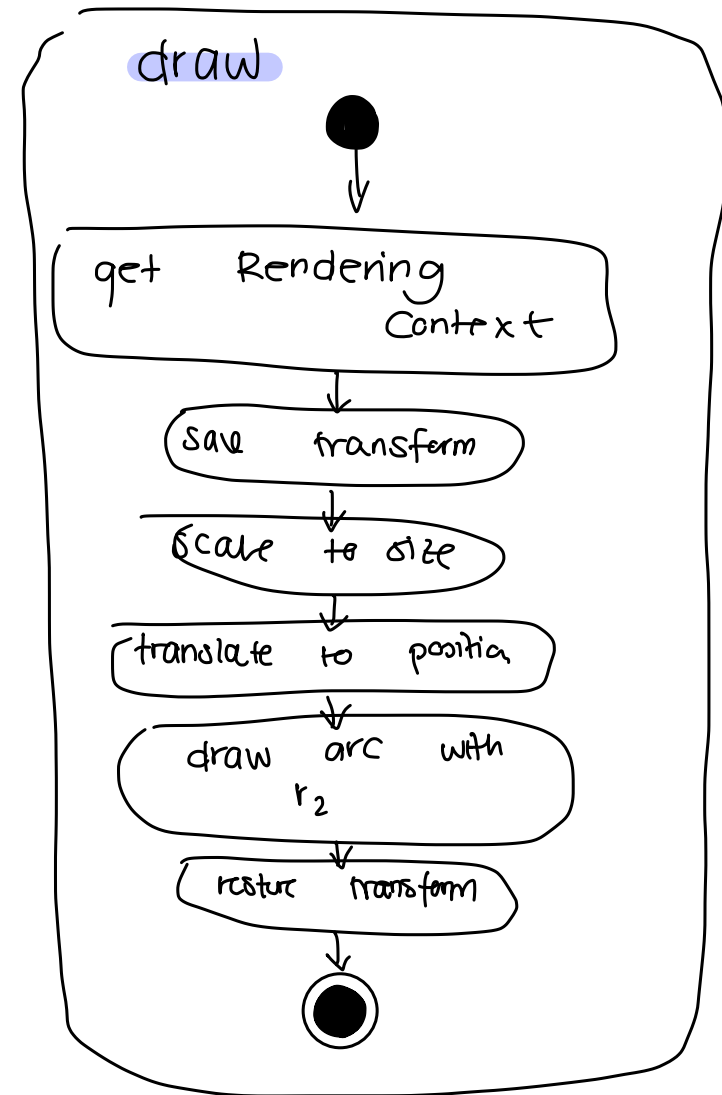 draw
get Rendering
Context
save transform
scale to size
translate to position
draw arc with
r2
restore transform